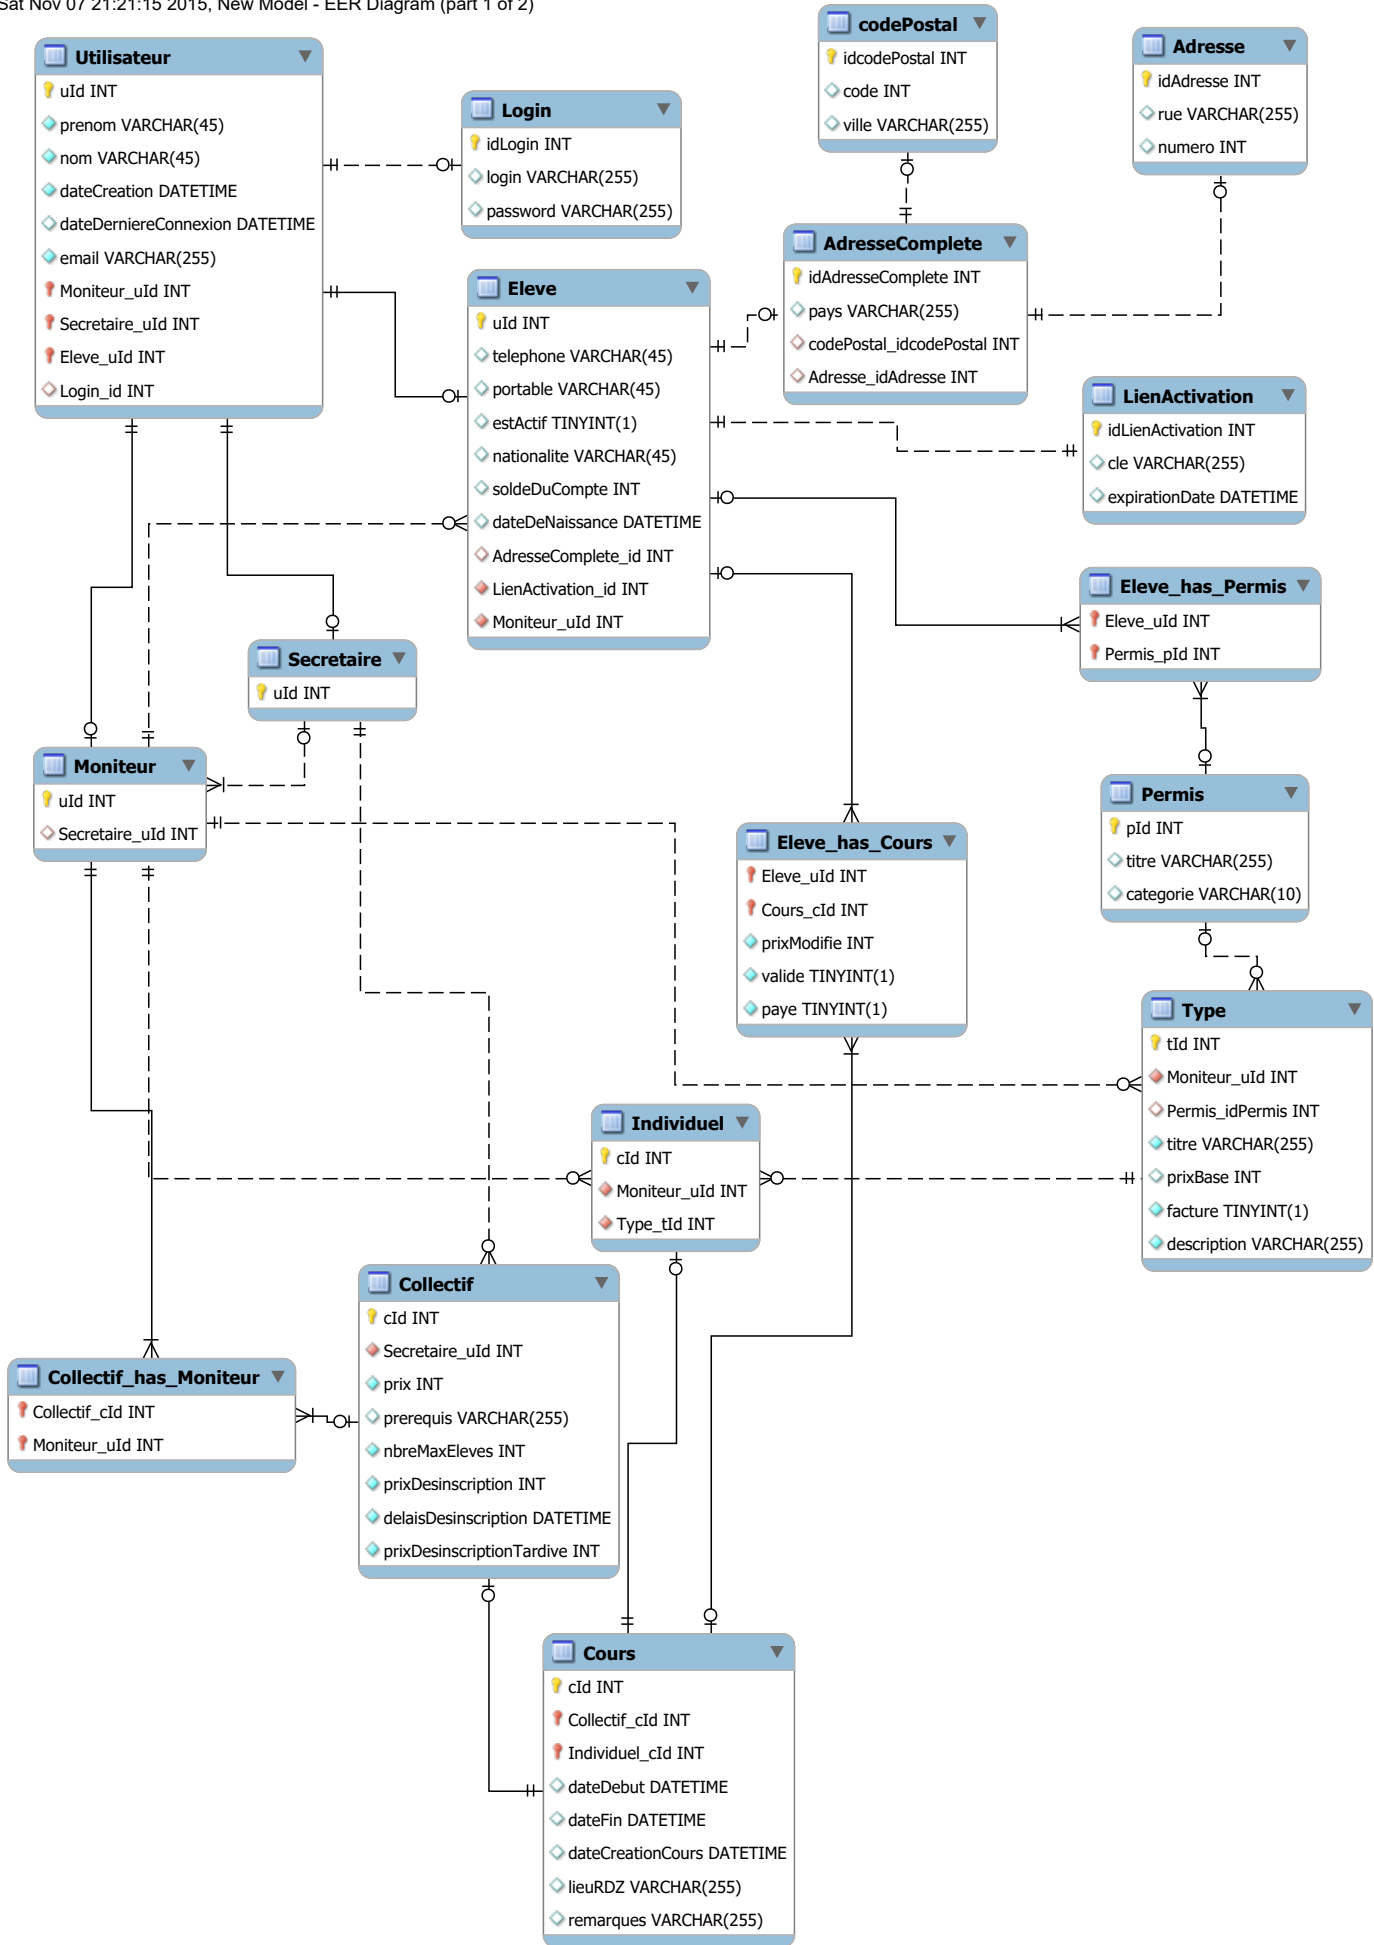 Sat Nov 07 21:21:15 2015, New Model - EER Diagram (part 1 of 2)
Utilisateur
uId INT
prenom VARCHAR(45)
nom VARCHAR(45)
dateCreation DATETIME
dateDerniereConnexion DATETIME
email VARCHAR(255)
Moniteur_uId INT
Secretaire_uId INT
Eleve_uId INT
Login_id INT
Login
idLogin INT
login VARCHAR(255)
password VARCHAR(255)
codePostal
idcodePostal INT
code INT
ville VARCHAR(255)
Adresse
idAdresse INT
rue VARCHAR(255)
numero INT
AdresseComplete
idAdresseComplete INT
pays VARCHAR(255)
codePostal_idcodePostal INT
Adresse_idAdresse INT
Eleve
uId INT
telephone VARCHAR(45)
portable VARCHAR(45)
estActif TINYINT(1)
nationalite VARCHAR(45)
soldeDuCompte INT
dateDeNaissance DATETIME
AdresseComplete_id INT
LienActivation_id INT
Moniteur_uId INT
LienActivation
idLienActivation INT
cle VARCHAR(255)
expirationDate DATETIME
Eleve_has_Permis
Eleve_uId INT
Permis_pId INT
Secretaire
uId INT
Moniteur
uId INT
Secretaire_uId INT
Permis
pId INT
titre VARCHAR(255)
categorie VARCHAR(10)
Eleve_has_Cours
Eleve_uId INT
Cours_cId INT
prixModifie INT
valide TINYINT(1)
paye TINYINT(1)
Type
tId INT
Moniteur_uId INT
Permis_idPermis INT
titre VARCHAR(255)
prixBase INT
facture TINYINT(1)
description VARCHAR(255)
Individuel
cId INT
Moniteur_uId INT
Type_tId INT
Collectif
cId INT
Secretaire_uId INT
prix INT
prerequis VARCHAR(255)
nbreMaxEleves INT
prixDesinscription INT
delaisDesinscription DATETIME
prixDesinscriptionTardive INT
Collectif_has_Moniteur
Collectif_cId INT
Moniteur_uId INT
Cours
cId INT
Collectif_cId INT
Individuel_cId INT
dateDebut DATETIME
dateFin DATETIME
dateCreationCours DATETIME
lieuRDZ VARCHAR(255)
remarques VARCHAR(255)